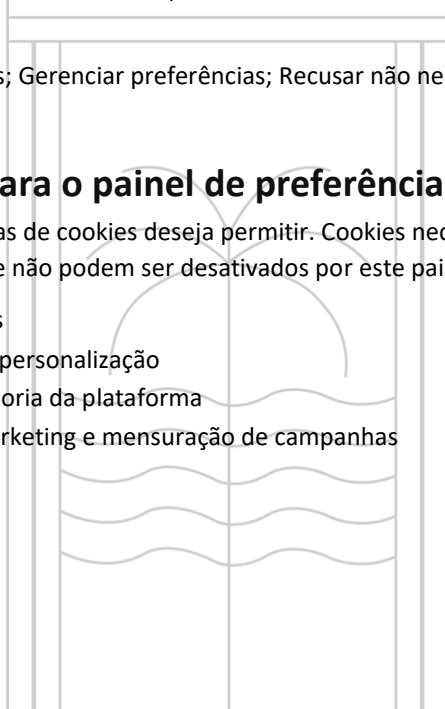 s; Gerenciar preferências; Recusar não ne
ara o painel de preferência
as de cookies deseja permitir. Cookies nec
e não podem ser desativados por este pai
s
personalização
oria da plataforma
rketing e mensuração de campanhas